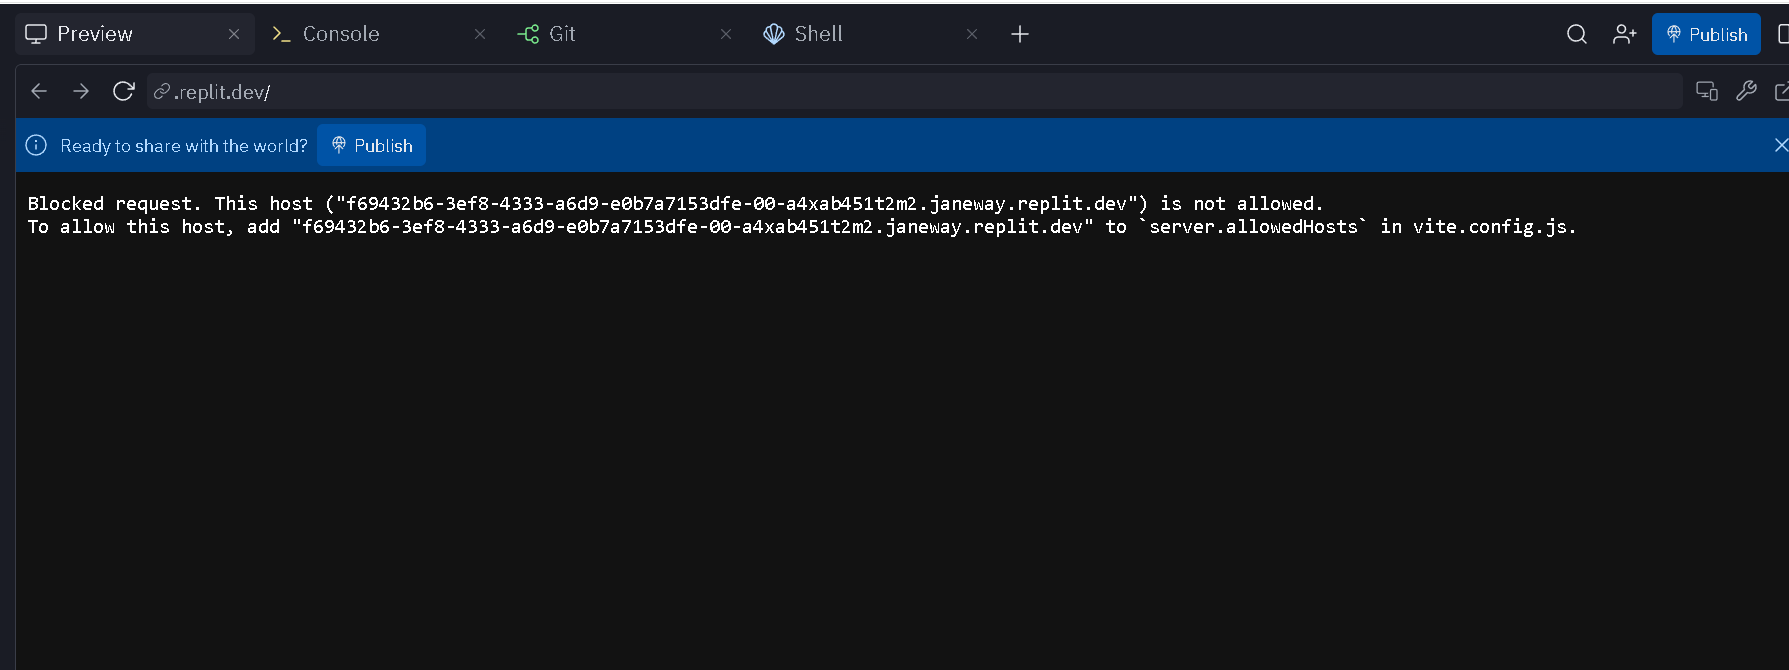 Preview
Console
Git
Shell
Publish
.replit.dev/
Ready to share with the world?
Publish
Blocked request. This host ("f69432b6-3ef8-4333-a6d9-e0b7a7153dfe-00-a4xab451t2m2.janeway.replit.dev") is not allowed.
To allow this host, add "f69432b6-3ef8-4333-a6d9-e0b7a7153dfe-00-a4xab451t2m2.janeway.replit.dev" to `server.allowedHosts` in vite.config.js.